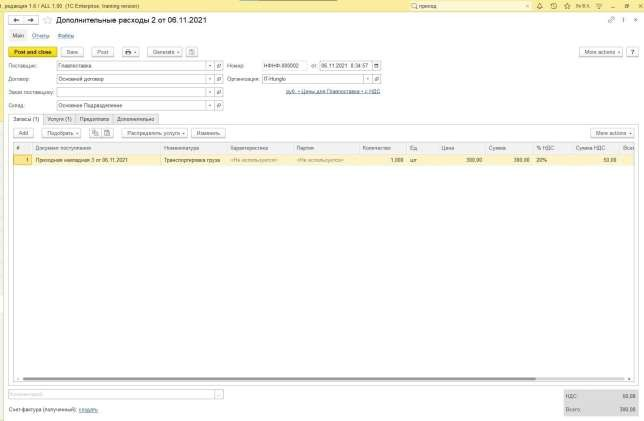 , редакция 1.6 / ALL 1.00 (1C:Enterprise, training version)
приход
Дополнительные расходы 2 от 06.11.2021
Main Отчеты Файлы
Post and close Save Post Generate More actions ?
Поставщик: Главпоставка Номер: НФНФ-000002 от: 06.11.2021 8:34:57
Договор: Основной договор Организация: IT-Hunglo
Заказ поставщику: руб. • Цены для Главпоставка • с НДС
Склад: Основное Подразделение
Запасы (1) Услуги (1) Предоплата Дополнительно
Add Подобрать Распределить услуги Изменить More actions
# Документ поступления Номенклатура Характеристика Партия Количество Ед. Цена Сумма % НДС Сумма НДС Всего
1 Приходная накладная 3 от 06.11.2021 Транспортировка груза <Не используется> <Не используется> 1,000 шт 300,00 300,00 20% 50,00
Комментарий
НДС: 50,00
Счет-фактура (полученный): создать Всего: 300,00